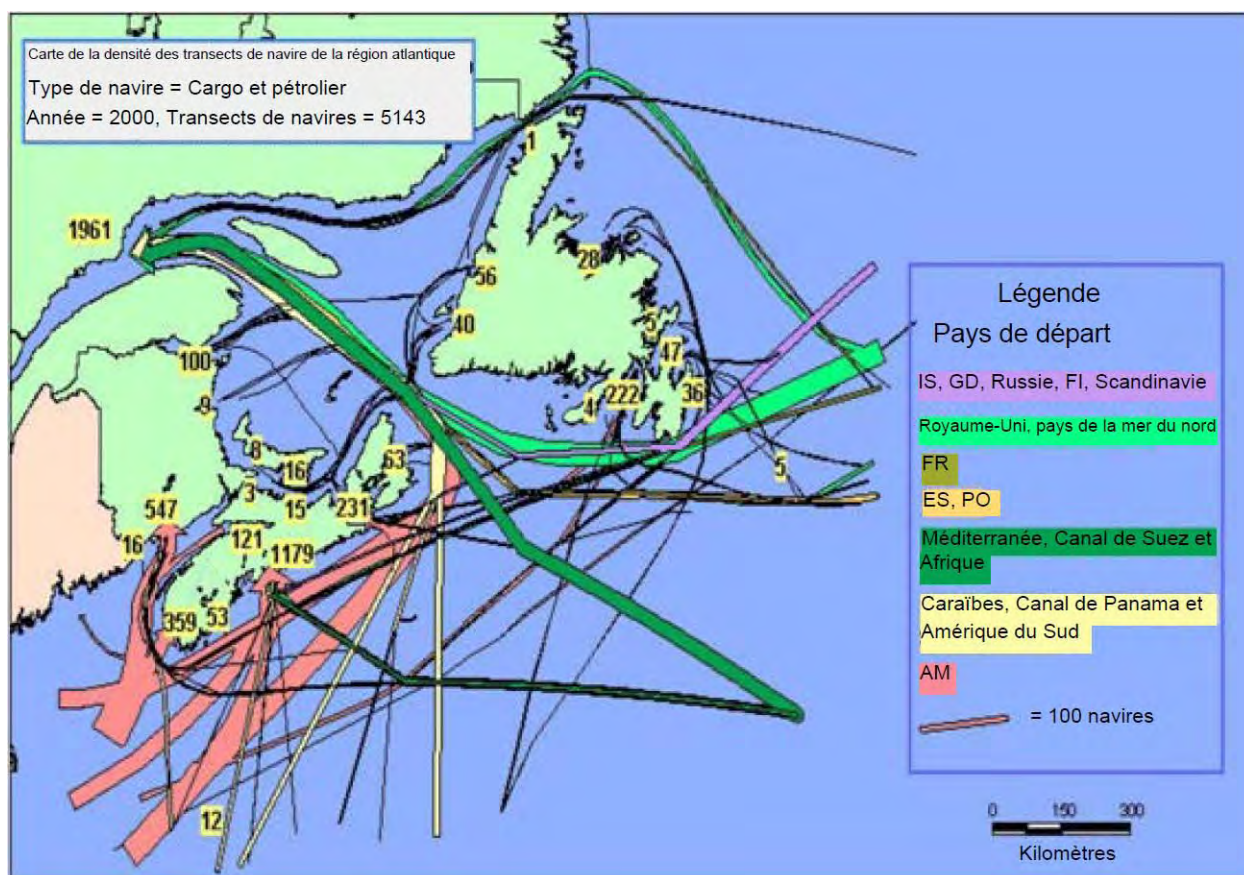 Carte de la densité des transects de navire de la région atlantique
Type de navire = Cargo et pétrolier
Année = 2000, Transects de navires = 5143
1
1961
28
56
5
40
100
47
222
36
4
9
8
63
16
5
3
15
231
547
121
16
1179
359
53
12
Légende
Pays de départ
IS, GD, Russie, FI, Scandinavie
Royaume-Uni, pays de la mer du nord
FR
ES, PO
Méditerranée, Canal de Suez et
Afrique
Caraïbes, Canal de Panama et
Amérique du Sud
AM
= 100 navires
0 150 300
Kilomètres